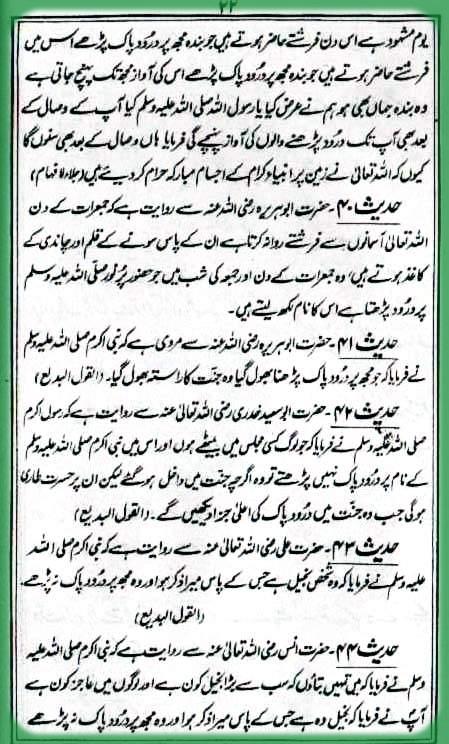 ۲۲
یوم مشہود ہے اس دن فرشتے حاضر ہوتے ہیں جو بندہ مجھ پر درود پاک پڑھے اس میں
فرشتے حاضر ہوتے ہیں جو بندہ مجھ پر درود پاک پڑھے اس کی آواز مجھ تک پہنچ جاتی ہے
وہ بندہ جہاں بھی ہو ہم نے عرض کیا یا رسول اللہ صلی اللہ علیہ وسلم کیا آپ کے وصال کے
بعد بھی آپ تک درود پڑھنے والوں کی آواز پہنچے گی فرمایا ہاں وصال کے بعد بھی سنوں گا
کیوں کہ اللہ تعالیٰ نے زمین پر انبیاء کرام کے اجسام مبارکہ حرام کر دیے ہیں (جلاء الافہام)
حدیث ۴۰۔ حضرت ابو ہریرہ رضی اللہ عنہ سے روایت ہے کہ جمعرات کے دن
اللہ تعالیٰ آسمانوں سے فرشتے روانہ کرتا ہے ان کے پاس سونے کے قلم اور چاندی کے
کاغذ ہوتے ہیں، وہ جمعرات کے دن اور جمعہ کی شب میں جو حضور پرنور صلی اللہ علیہ وسلم
پر درود پڑھتا ہے اس کا نام لکھ لیتے ہیں۔
حدیث ۴۱۔ حضرت ابو ہریرہ رضی اللہ عنہ سے مروی ہے کہ نبی اکرم صلی اللہ علیہ وسلم
نے فرمایا کہ جو مجھ پر درود پاک پڑھنا بھول گیا وہ جنت کا راستہ بھول گیا۔ (القول البدیع)
حدیث ۴۲۔ حضرت ابو سعید خدری رضی اللہ تعالیٰ عنہ سے روایت ہے کہ رسول اکرم
صلی اللہ علیہ وسلم نے فرمایا کہ جو لوگ کسی مجلس میں بیٹھے ہوں اور اس میں نبی اکرم صلی اللہ علیہ وسلم
کے نام پر درود پاک نہیں پڑھتے تو وہ اگرچہ جنت میں داخل ہو گئے لیکن ان پر حسرت طاری
ہو گی جب وہ جنت میں درود پاک کی اعلیٰ جزا دیکھیں گے۔ (القول البدیع)
حدیث ۴۳۔ حضرت علی رضی اللہ تعالیٰ عنہ سے روایت ہے کہ نبی اکرم صلی اللہ
علیہ وسلم نے فرمایا کہ وہ شخص بخیل ہے جس کے پاس میرا ذکر ہو اور وہ مجھ پر درود پاک نہ پڑھے۔
(القول البدیع)
حدیث ۴۴۔ حضرت انس رضی اللہ تعالیٰ عنہ سے روایت ہے کہ نبی اکرم صلی اللہ علیہ
وسلم نے فرمایا کہ میں تمہیں بتاؤں کہ سب سے بڑا بخیل کون ہے اور لوگوں میں عاجز کون ہے
آپ نے فرمایا کہ بخیل وہ ہے جس کے پاس میرا ذکر ہوا اور وہ مجھ پر درود پاک نہ پڑھے